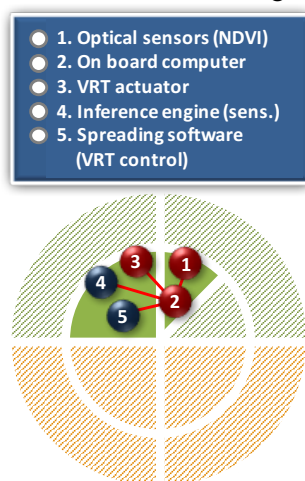 1. Optical sensors (NDVI)
2. On board computer
3. VRT actuator
4. Inference engine (sens.)
5. Spreading software
(VRT control)
3
1
4
2
5